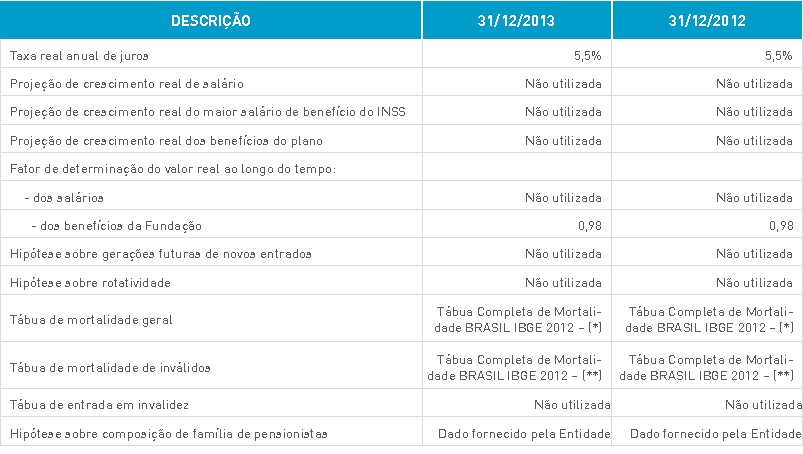 DESCRIÇÃO 31/12/2013 31/12/2012
Taxa real anual de juros 5,5% 5,5%
Projeção de crescimento real de salário Não utilizada Não utilizada
Projeção de crescimento real do maior salário de benefício do INSS Não utilizada Não utilizada
Projeção de crescimento real dos benefícios do plano Não utilizada Não utilizada
Fator de determinação do valor real ao longo do tempo:
- dos salários Não utilizada Não utilizada
- dos benefícios da Fundação 0,98 0,98
Hipótese sobre gerações futuras de novos entrados Não utilizada Não utilizada
Hipótese sobre rotatividade Não utilizada Não utilizada
Tábua de mortalidade geral Tábua Completa de Mortali- Tábua Completa de Mortali-
dade BRASIL IBGE 2012 – (*) dade BRASIL IBGE 2012 – (*)
Tábua de mortalidade de inválidos Tábua Completa de Mortali- Tábua Completa de Mortali-
dade BRASIL IBGE 2012 – (**) dade BRASIL IBGE 2012 – (**)
Tábua de entrada em invalidez Não utilizada Não utilizada
Hipótese sobre composição de família de pensionistas Dado fornecido pela Entidade Dado fornecido pela Entidade